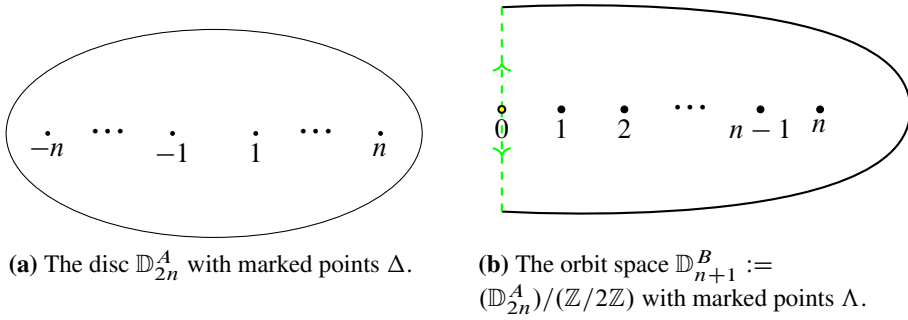 −n ··· −1 1 ··· n
0 1 2 ··· n − 1 n
(a) The disc 𝔻^A_{2n} with marked points Δ.
(b) The orbit space 𝔻^B_{n+1} :=
(𝔻^A_{2n})/(ℤ/2ℤ) with marked points Λ.